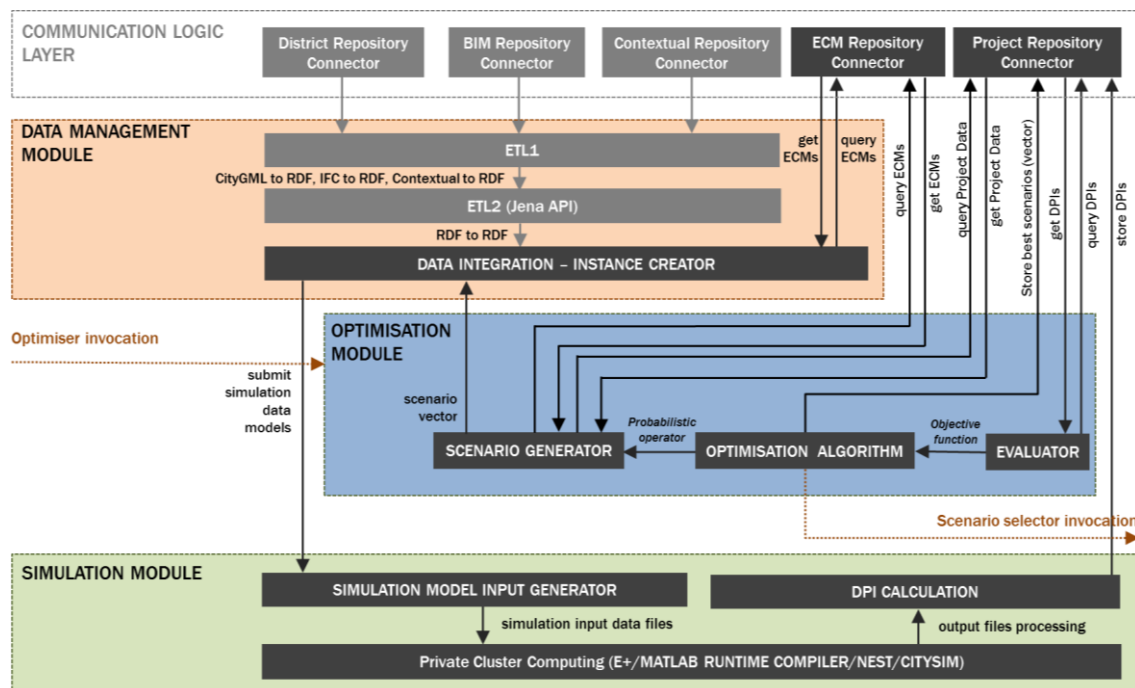 COMMUNICATION LOGIC
LAYER
District Repository
Connector
BIM Repository
Connector
Contextual Repository
Connector
ECM Repository
Connector
Project Repository
Connector
DATA MANAGEMENT
MODULE
ETL1
CityGML to RDF, IFC to RDF, Contextual to RDF
ETL2 (Jena API)
RDF to RDF
DATA INTEGRATION – INSTANCE CREATOR
get
ECMs
query
ECMs
query ECMs
get ECMs
query Project Data
get Project Data
Store best scenarios (vector)
get DPIs
query DPIs
store DPIs
Optimiser invocation
OPTIMISATION
MODULE
submit
simulation
data
models
scenario
vector
SCENARIO GENERATOR
Probabilistic
operator
OPTIMISATION ALGORITHM
Objective
function
EVALUATOR
Scenario selector invocation
SIMULATION MODULE
SIMULATION MODEL INPUT GENERATOR
DPI CALCULATION
simulation input data files
output files processing
Private Cluster Computing (E+/MATLAB RUNTIME COMPILER/NEST/CITYSIM)